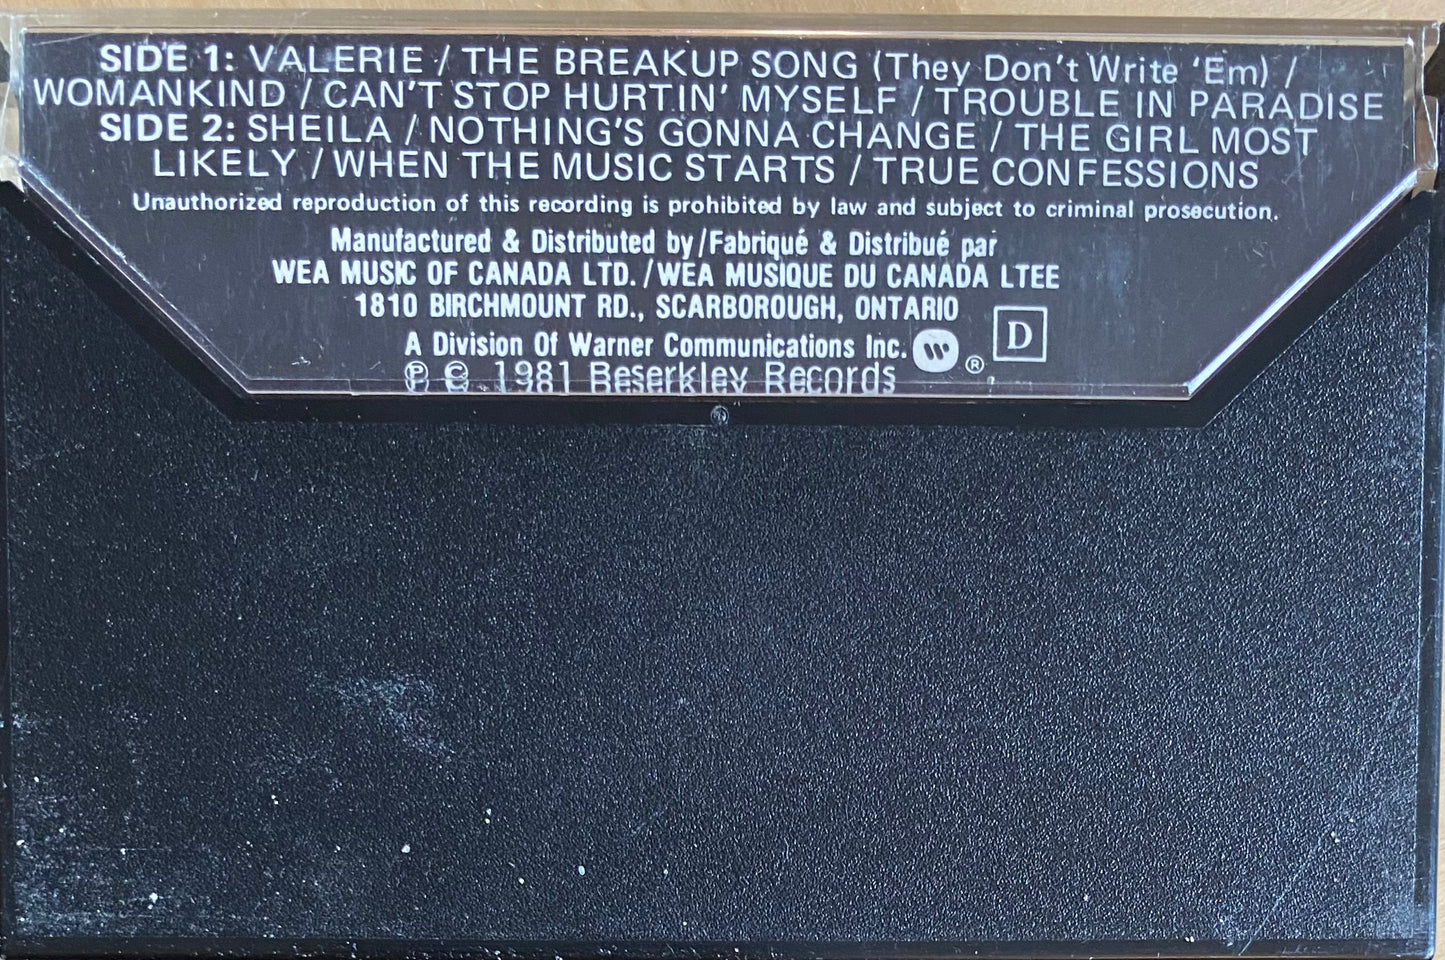 SIDE 1: VALERIE / THE BREAKUP SONG (They Don't Write 'Em) /
WOMANKIND / CAN'T STOP HURTIN' MYSELF / TROUBLE IN PARADISE
SIDE 2: SHEILA / NOTHING'S GONNA CHANGE / THE GIRL MOST
LIKELY / WHEN THE MUSIC STARTS / TRUE CONFESSIONS
Unauthorized reproduction of this recording is prohibited by law and subject to criminal prosecution.
Manufactured & Distributed by/Fabriqué & Distribué par
WEA MUSIC OF CANADA LTD./WEA MUSIQUE DU CANADA LTEE
1810 BIRCHMOUNT RD., SCARBOROUGH, ONTARIO
A Division Of Warner Communications Inc. W ® D
℗ © 1981 Beserkley Records